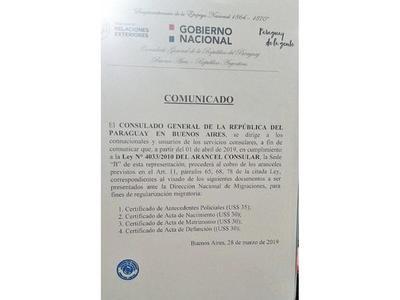 "Sesquicentenario de la Epopeya Nacional 1864 - 1870"
RELACIONES
EXTERIORES
GOBIERNO
NACIONAL
Paraguay
de la gente
Consulado General de la República del Paraguay
Buenos Aires - República Argentina
COMUNICADO
El CONSULADO GENERAL DE LA REPÚBLICA DEL
PARAGUAY EN BUENOS AIRES, se dirige a los
connacionales y usuarios de los servicios consulares, a fin de
comunicar que, a partir del 01 de abril de 2019, en cumplimiento
a la Ley N° 4033/2010 DEL ARANCEL CONSULAR, la Sede
"B" de esta representación, procederá al cobro de los aranceles
previstos en el Art. 11, parrafos 65, 68, 78 de la citada Ley,
correspondientes al visado de los siguientes documentos a ser
presentados ante la Dirección Nacional de Migraciones, para
fines de regularización migratoria:
1. Certificado de Antecedentes Policiales (US$ 35);
2. Certificado de Acta de Nacimiento (US$ 30);
3. Certificado de Acta de Matrimonio (US$ 30);
4. Certificado de Acta de Defunción ((US$ 30);
Buenos Aires, 28 de marzo de 2019